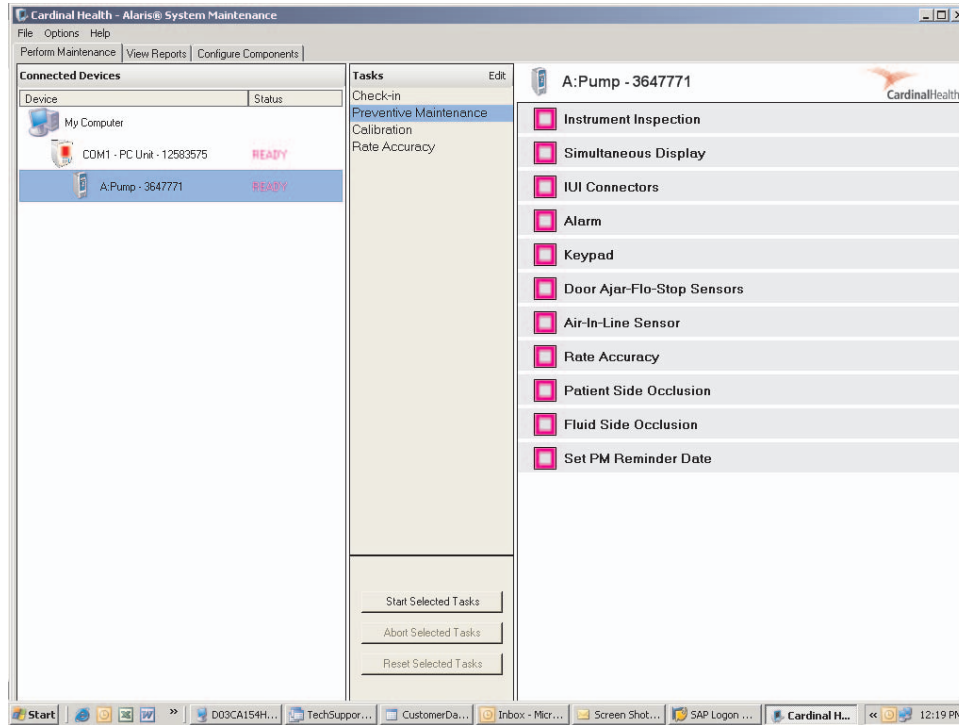 Cardinal Health - Alaris® System Maintenance
File Options Help
Perform Maintenance View Reports Configure Components
Connected Devices
Device Status
My Computer
COM1 - PC Unit - 12583575 READY
A:Pump - 3647771 READY
Tasks Edit
Check-in
Preventive Maintenance
Calibration
Rate Accuracy
Start Selected Tasks
Abort Selected Tasks
Reset Selected Tasks
A:Pump - 3647771
CardinalHealth
Instrument Inspection
Simultaneous Display
IUI Connectors
Alarm
Keypad
Door Ajar-Flo-Stop Sensors
Air-In-Line Sensor
Rate Accuracy
Patient Side Occlusion
Fluid Side Occlusion
Set PM Reminder Date
Start » D03CA154H... TechSuppor... CustomerDa... Inbox - Micr... Screen Shot... SAP Logon ... Cardinal H... « 12:19 PM